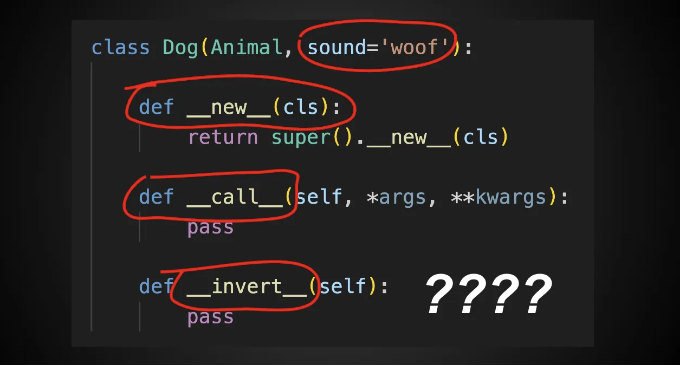 class Dog(Animal, sound='woof'):
def __new__(cls):
return super().__new__(cls)
def __call__(self, *args, **kwargs):
pass
def __invert__(self):
pass
????